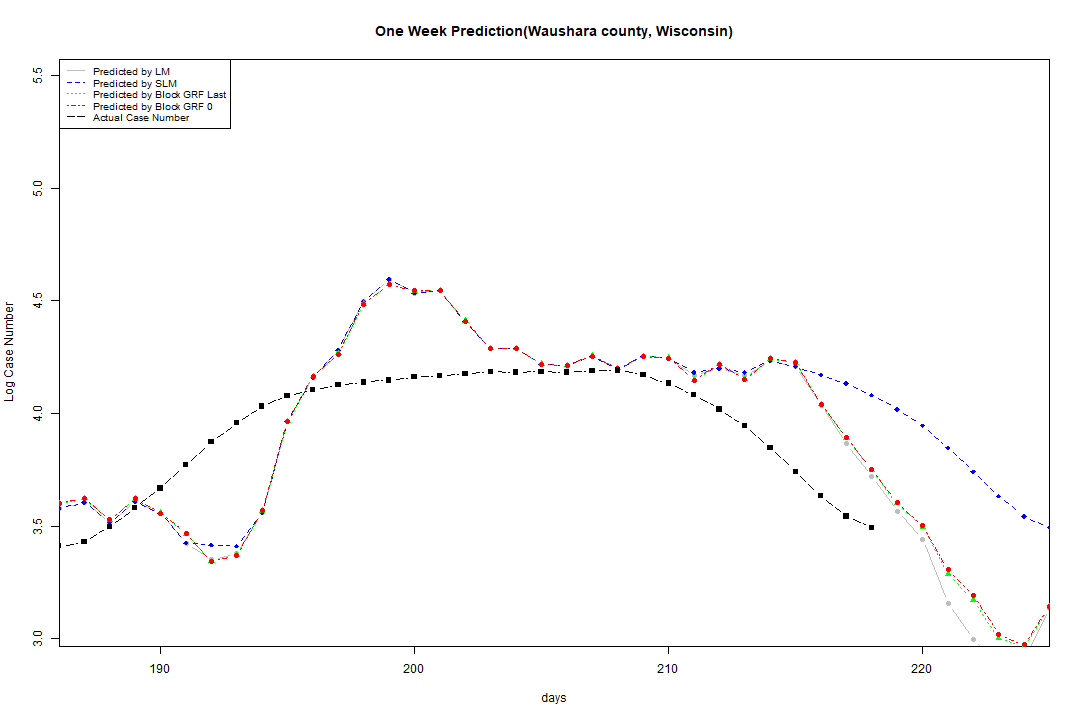 One Week Prediction(Waushara county, Wisconsin)
Predicted by LM
Predicted by SLM
Predicted by Block GRF Last
Predicted by Block GRF 0
Actual Case Number
5.5
5.0
4.5
4.0
3.5
3.0
Log Case Number
190 200 210 220
days